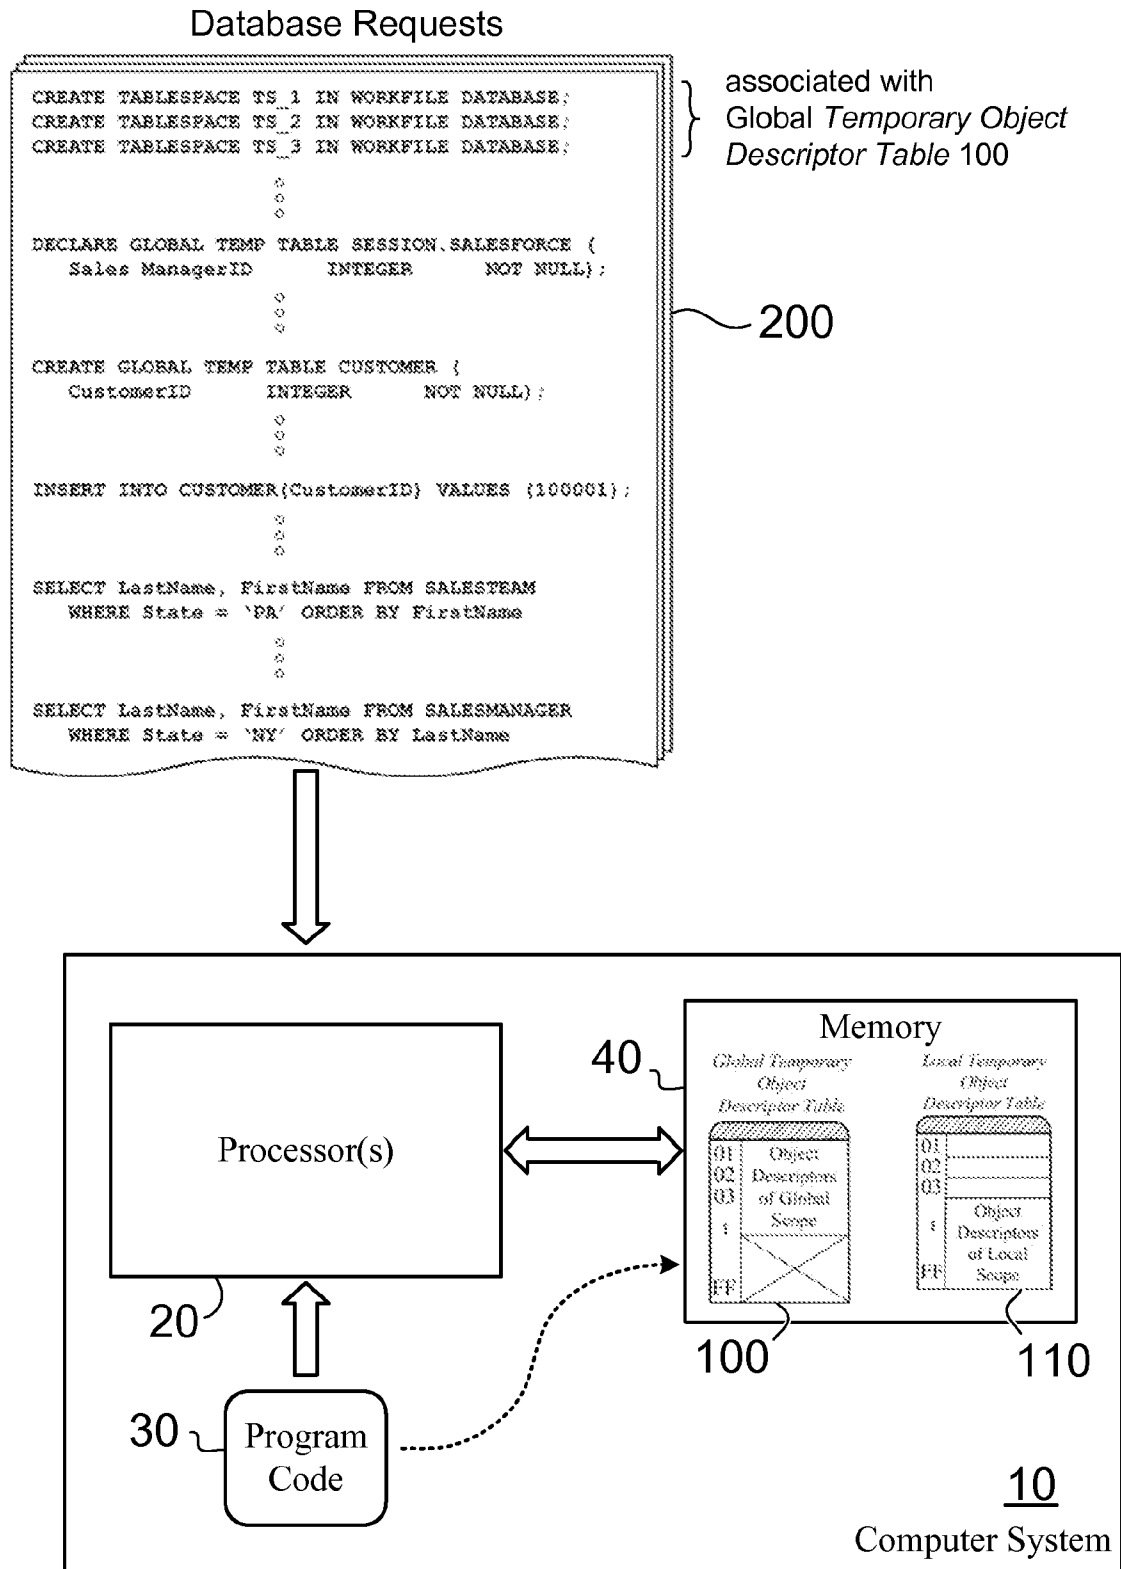 Database Requests
CREATE TABLESPACE TS_1 IN WORKFILE DATABASE;
CREATE TABLESPACE TS_2 IN WORKFILE DATABASE;
CREATE TABLESPACE TS_3 IN WORKFILE DATABASE;
associated with
Global Temporary Object
Descriptor Table 100
DECLARE GLOBAL TEMP TABLE SESSION.SALESFORCE (
Sales ManagerID INTEGER NOT NULL);
200
CREATE GLOBAL TEMP TABLE CUSTOMER (
CustomerID INTEGER NOT NULL);
INSERT INTO CUSTOMER(CustomerID) VALUES (100001);
SELECT LastName, FirstName FROM SALESTEAM
WHERE State = 'PA' ORDER BY FirstName
SELECT LastName, FirstName FROM SALESMANAGER
WHERE State = 'NY' ORDER BY LastName
Processor(s)
20
30
Program
Code
40
Memory
Global Temporary
Object
Descriptor Table
01
02
03
:
FF
Object
Descriptors
of Global
Scope
100
Local Temporary
Object
Descriptor Table
01
02
03
:
FF
Object
Descriptors
of Local
Scope
110
10
Computer System